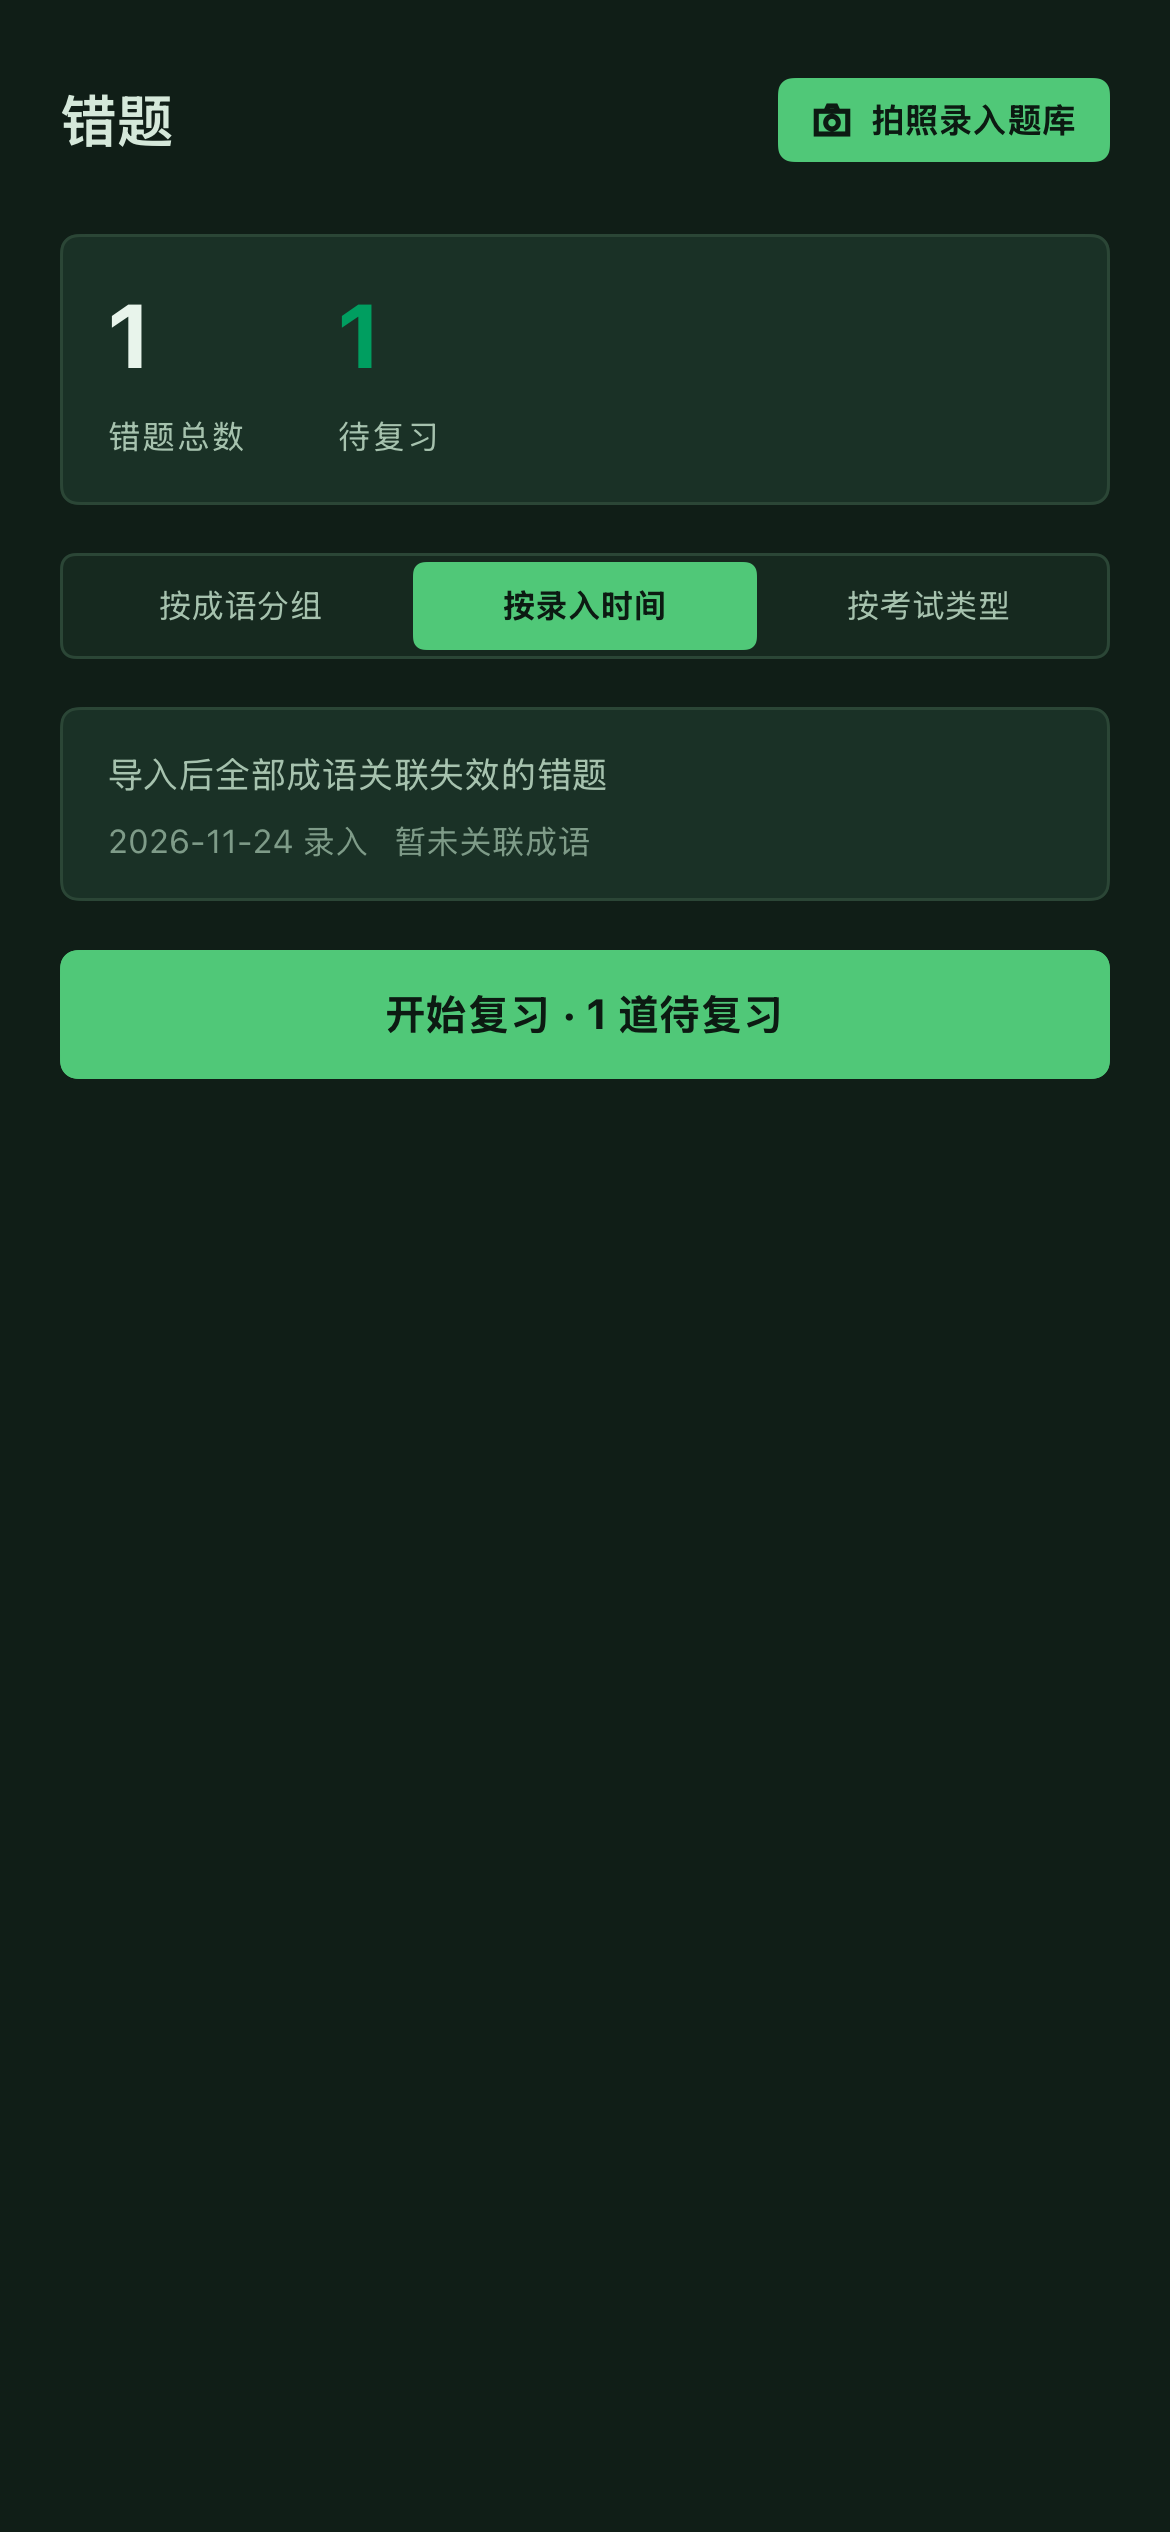 错题
拍照录入题库
1 1
错题总数 待复习
按成语分组 按录入时间 按考试类型
导入后全部成语关联失效的错题
2026-11-24 录入 暂未关联成语
开始复习 · 1 道待复习